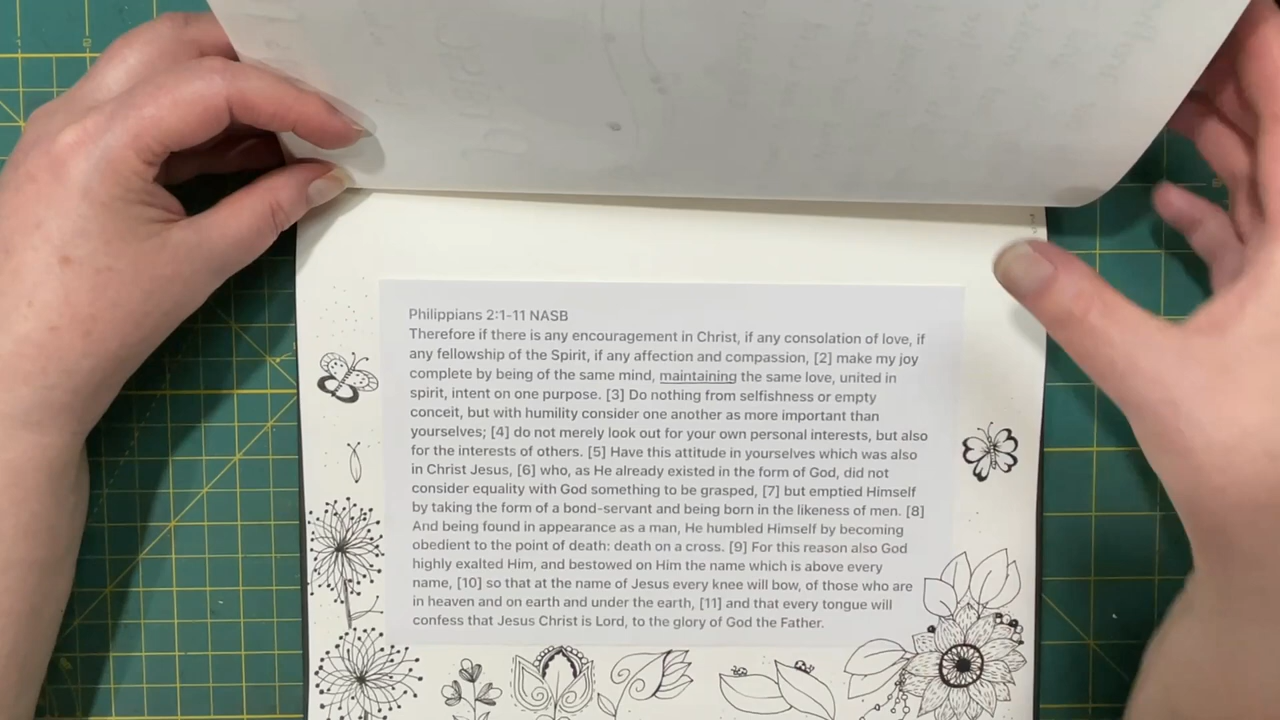 Philippians 2:1-11 NASB
Therefore if there is any encouragement in Christ, if any consolation of love, if
any fellowship of the Spirit, if any affection and compassion, [2] make my joy
complete by being of the same mind, maintaining the same love, united in
spirit, intent on one purpose. [3] Do nothing from selfishness or empty
conceit, but with humility consider one another as more important than
yourselves; [4] do not merely look out for your own personal interests, but also
for the interests of others. [5] Have this attitude in yourselves which was also
in Christ Jesus, [6] who, as He already existed in the form of God, did not
consider equality with God something to be grasped, [7] but emptied Himself
by taking the form of a bond-servant and being born in the likeness of men. [8]
And being found in appearance as a man, He humbled Himself by becoming
obedient to the point of death: death on a cross. [9] For this reason also God
highly exalted Him, and bestowed on Him the name which is above every
name, [10] so that at the name of Jesus every knee will bow, of those who are
in heaven and on earth and under the earth, [11] and that every tongue will
confess that Jesus Christ is Lord, to the glory of God the Father.